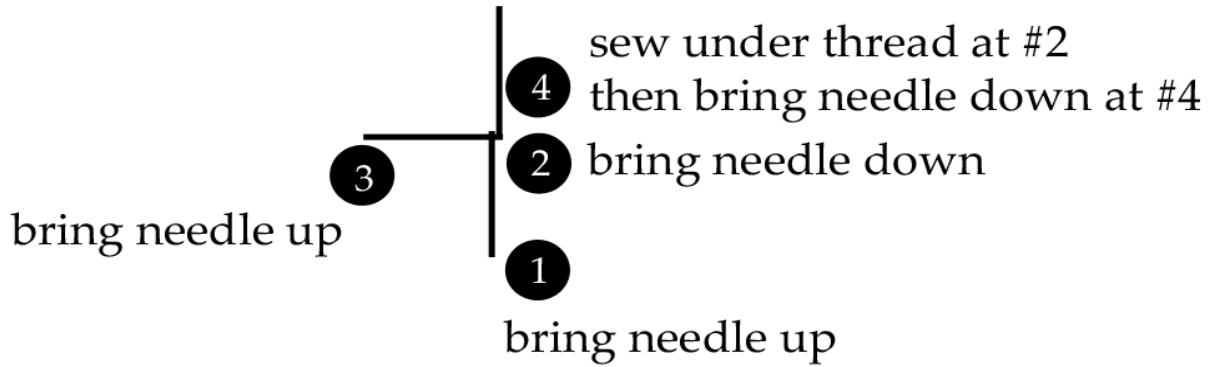 sew under thread at #2
4
then bring needle down at #4
2
bring needle down
3
bring needle up
1
bring needle up